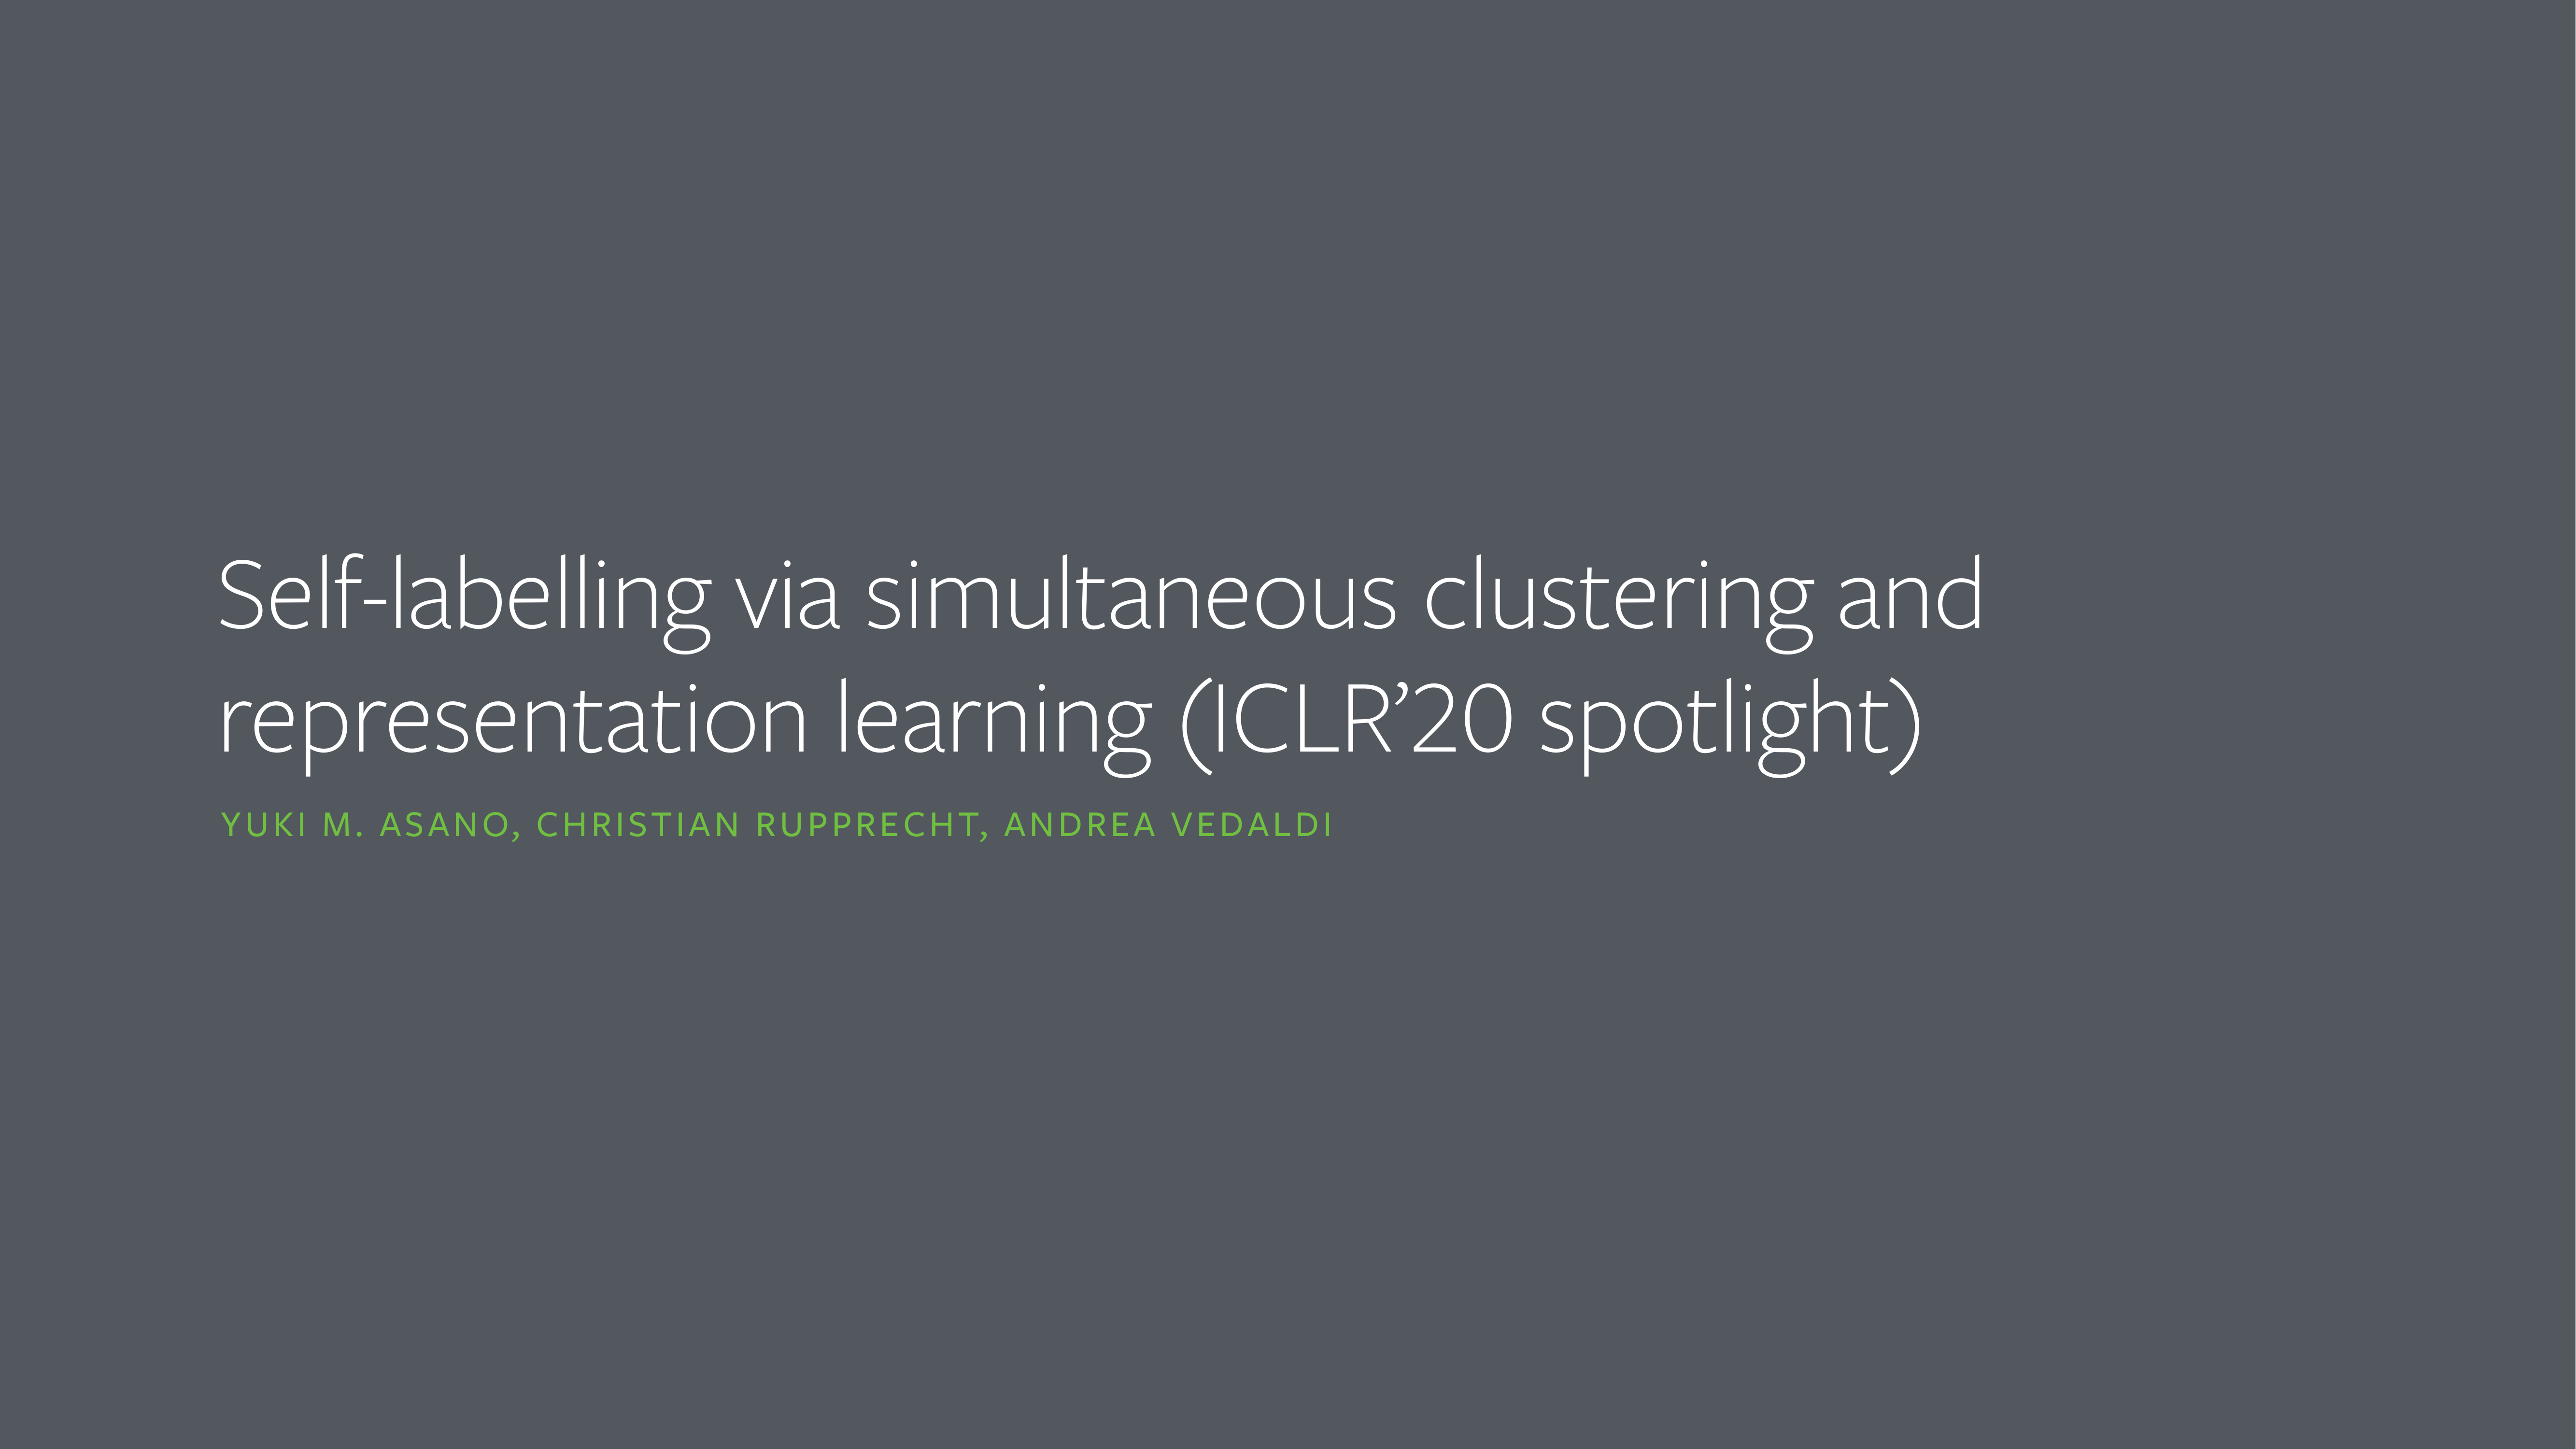 Self-labelling via simultaneous clustering and
representation learning (ICLR’20 spotlight)
YUKI M. ASANO, CHRISTIAN RUPPRECHT, ANDREA VEDALDI